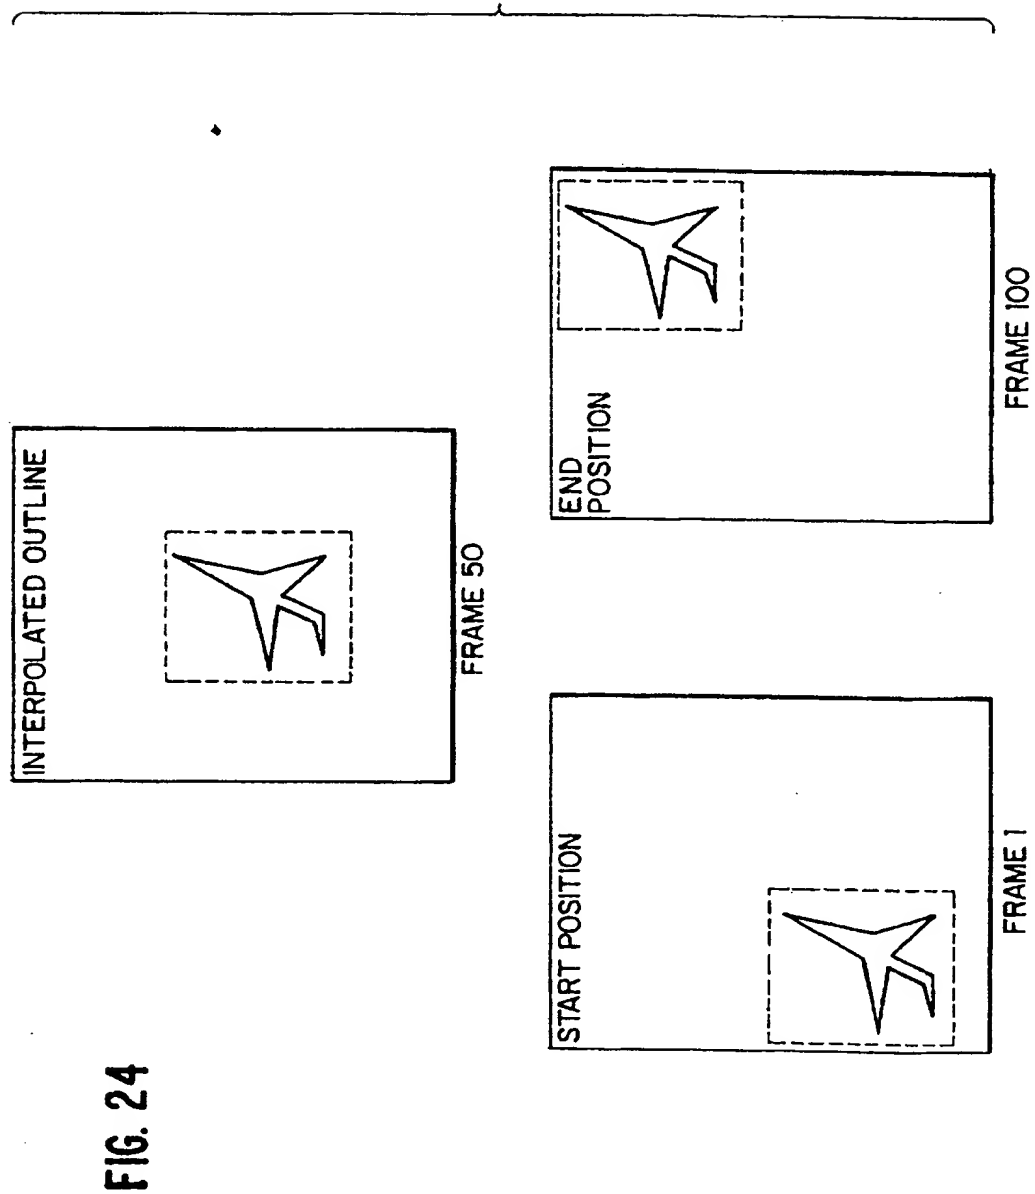 FIG. 24
INTERPOLATED OUTLINE
FRAME 50
START POSITION
FRAME 1
END
POSITION
FRAME 100